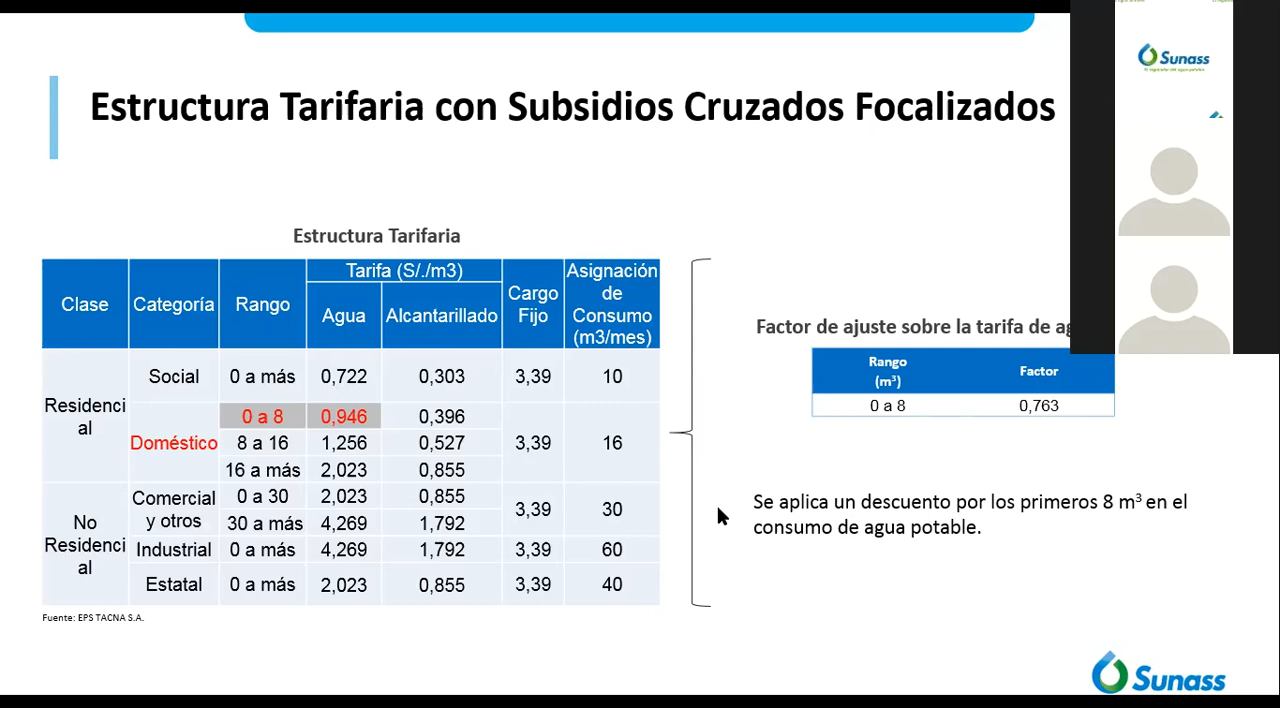 Estructura Tarifaria con Subsidios Cruzados Focalizados
Sunass
Estructura Tarifaria
Clase Categoría Rango Tarifa (S/./m3) Cargo Fijo Asignación de Consumo (m3/mes)
Agua Alcantarillado
Residenci
al
Social 0 a más 0,722 0,303 3,39 10
Doméstico
0 a 8 0,946 0,396
8 a 16 1,256 0,527 3,39 16
16 a más 2,023 0,855
No
Residenci
al
Comercial
y otros
0 a 30 2,023 0,855 3,39 30
30 a más 4,269 1,792
Industrial 0 a más 4,269 1,792 3,39 60
Estatal 0 a más 2,023 0,855 3,39 40
Fuente: EPS TACNA S.A.
Factor de ajuste sobre la tarifa de
Rango
(m³)
Factor
0 a 8 0,763
Se aplica un descuento por los primeros 8 m³ en el
consumo de agua potable.
Sunass